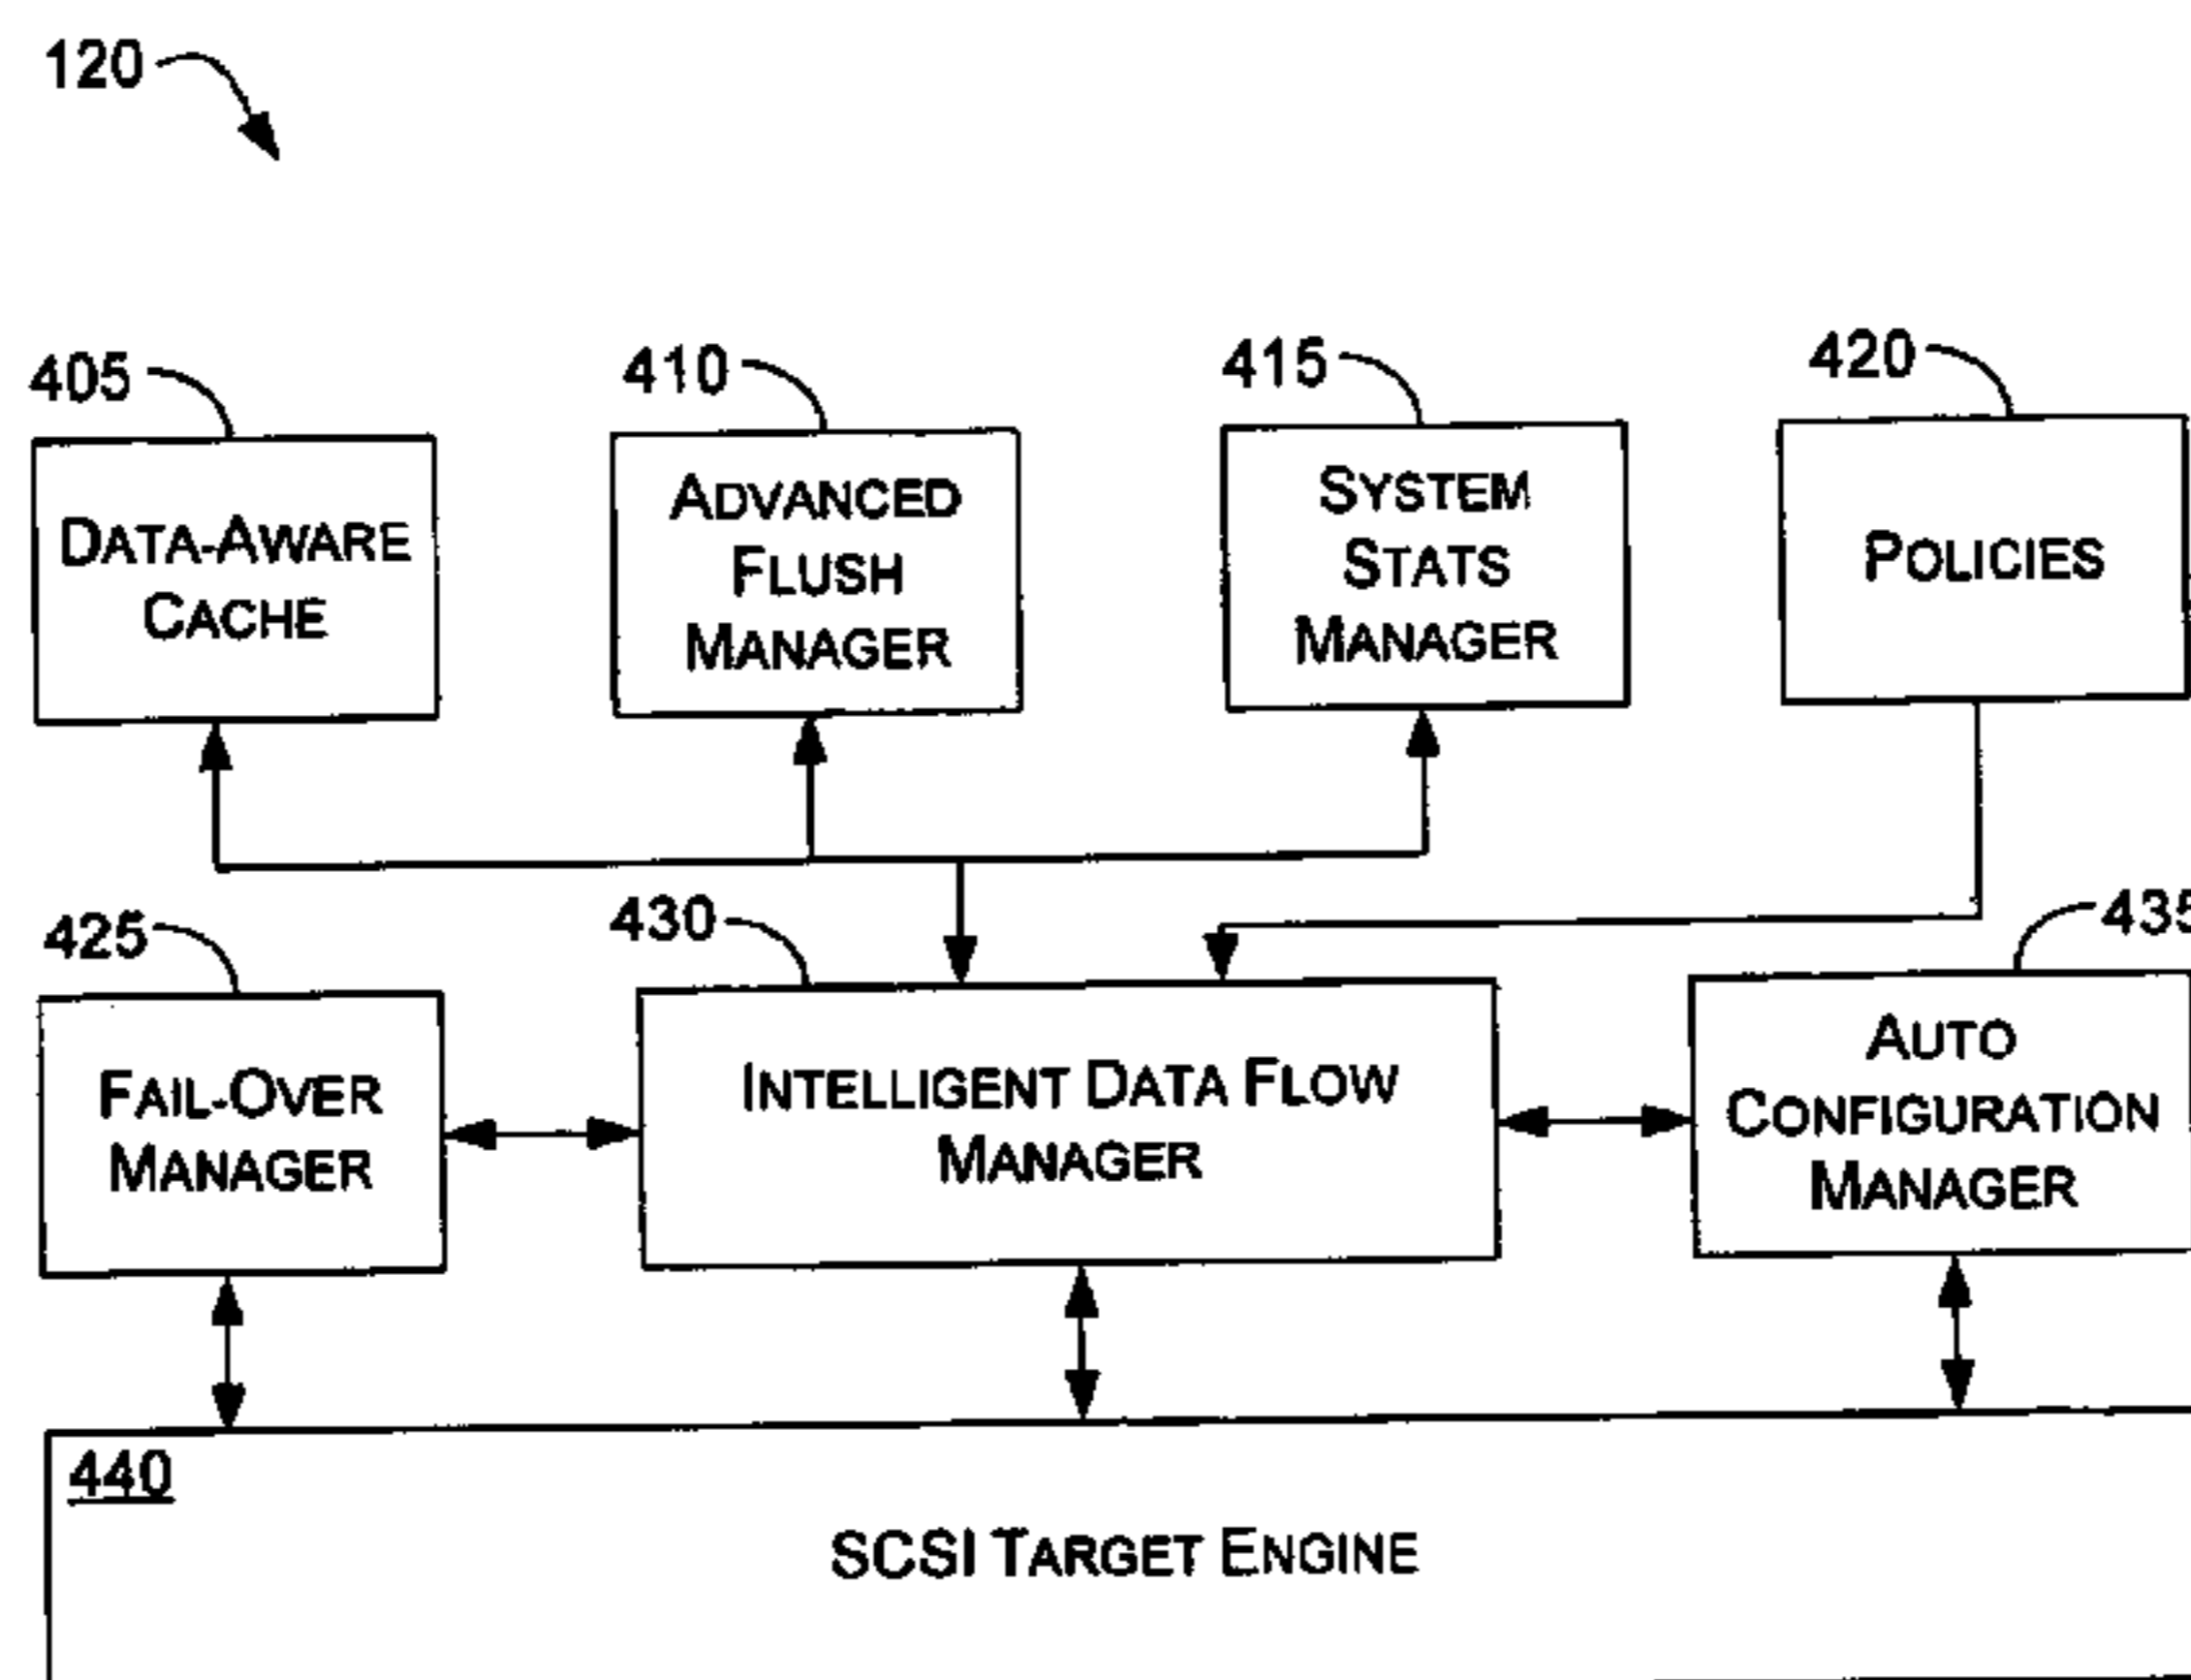 120
405
410
415
420
DATA-AWARE
CACHE
ADVANCED
FLUSH
MANAGER
SYSTEM
STATS
MANAGER
POLICIES
425
430
435
FAIL-OVER
MANAGER
INTELLIGENT DATA FLOW
MANAGER
AUTO
CONFIGURATION
MANAGER
440
SCSI TARGET ENGINE